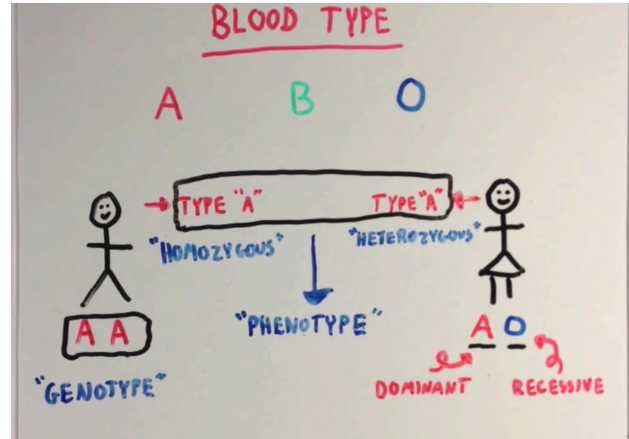 BLOOD TYPE
A B O
TYPE "A" TYPE "A"
"HOMOZYGOUS" "HETEROZYGOUS"
"PHENOTYPE"
A A
A O
"GENOTYPE"
DOMINANT RECESSIVE